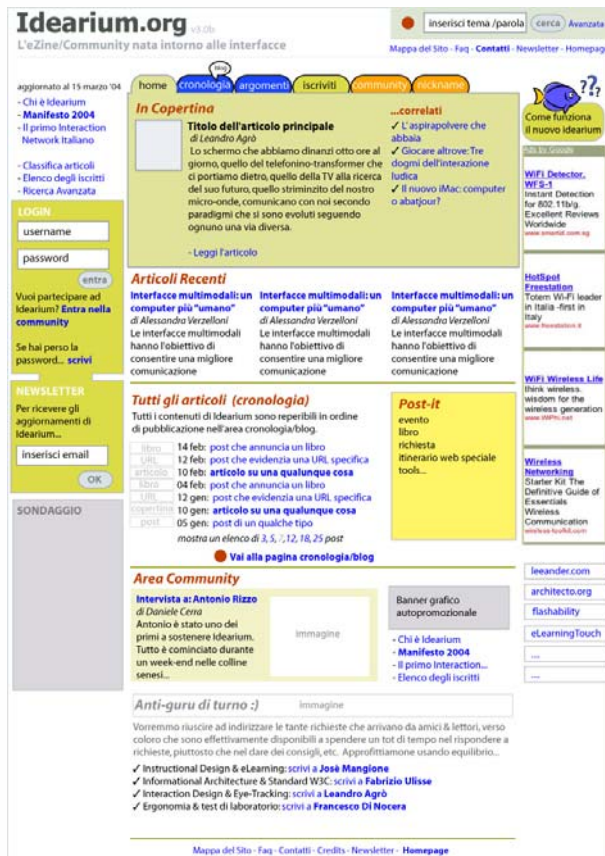 Idearium.org v3.0b
L'eZine/Community nata intorno alle interfacce
inserisci tema /parola cerca Avanzata
Mappa del Sito - Faq - Contatti - Newsletter - Homepage
aggiornato al 15 marzo '04
- Chi è Idearium
- Manifesto 2004
- Il primo Interaction
Network Italiano
- Classifica articoli
- Elenco degli iscritti
- Ricerca Avanzata
LOGIN
username
password
entra
Vuoi partecipare ad
Idearium? Entra nella
community
Se hai perso la
password... scrivi
NEWSLETTER
Per ricevere gli
aggiornamenti di
Idearium...
inserisci email
OK
SONDAGGIO
blog
home cronologia argomenti iscriviti community nickname
In Copertina
Titolo dell'articolo principale
di Leandro Agrò
Lo schermo che abbiamo dinanzi otto ore al
giorno, quello del telefonino-transformer che
ci portiamo dietro, quello della TV alla ricerca
del suo futuro, quello striminzito del nostro
micro-onde, comunicano con noi secondo
paradigmi che si sono evoluti seguendo
ognuno una via diversa.
- Leggi l'articolo
...correlati
✓ L'aspirapolvere che
abbaia
✓ Giocare altrove: Tre
dogmi dell'interazione
ludica
✓ Il nuovo iMac: computer
o abatjour?
Articoli Recenti
Interfacce multimodali: un
computer più "umano"
di Alessandra Verzelloni
Le interfacce multimodali
hanno l'obiettivo di
consentire una migliore
comunicazione
Interfacce multimodali: un
computer più "umano"
di Alessandra Verzelloni
Le interfacce multimodali
hanno l'obiettivo di
consentire una migliore
comunicazione
Interfacce multimodali: un
computer più "umano"
di Alessandra Verzelloni
Le interfacce multimodali
hanno l'obiettivo di
consentire una migliore
comunicazione
Tutti gli articoli (cronologia)
Tutti i contenuti di Idearium sono reperibili in ordine
di pubblicazione nell'area cronologia/blog.
libro 14 feb: post che annuncia un libro
URL 12 feb: post che evidenzia una URL specifica
articolo 10 feb: articolo su una qualunque cosa
libro 04 feb: post che annuncia un libro
URL 12 gen: post che evidenzia una URL specifica
copertina 10 gen: articolo su una qualunque cosa
post 05 gen: post di un qualche tipo
mostra un elenco di 3, 5, 7,12, 18, 25 post
Vai alla pagina cronologia/blog
Post-it
evento
libro
richiesta
itinerario web speciale
tools...
Area Community
Intervista a: Antonio Rizzo
di Daniele Cerra
Antonio è stato uno dei
primi a sostenere Idearium.
Tutto è cominciato durante
un week-end nelle colline
senesi...
immagine
Banner grafico
autopromozionale
- Chi è Idearium
- Manifesto 2004
- Il primo Interaction...
- Elenco degli iscritti
Anti-guru di turno :) immagine
Vorremmo riuscire ad indirizzare le tante richieste che arrivano da amici & lettori, verso
coloro che sono effettivamente disponibili a spendere un tot di tempo nel rispondere a
richieste, piuttosto che nel dare dei consigli, etc. Approfittiamone usando equilibrio...
✓ Instructional Design & eLearning: scrivi a Josè Mangione
✓ Informational Architecture & Standard W3C: scrivi a Fabrizio Ulisse
✓ Interaction Design & Eye-Tracking: scrivi a Leandro Agrò
✓ Ergonomia & test di laboratorio: scrivi a Francesco Di Nocera
???
Come funziona
il nuovo idearium
Ads by Google
WiFi Detector.
WFS-1
Instant Detection
for 802.11b/g.
Excellent Reviews
Worldwide
HotSpot
Freestation
Totem Wi-Fi leader
in Italia -first in
Italy
www.freestation.it
WiFi Wireless Life
think wireless.
wisdom for the
wireless generation
Wireless
Networking
Starter Kit The
Definitive Guide of
Essentials
Wireless
Communication
wireless-toolkit.com
leeander.com
architecto.org
flashability
eLearningTouch
...
...
Mappa del Sito - Faq - Contatti - Credits - Newsletter - Homepage